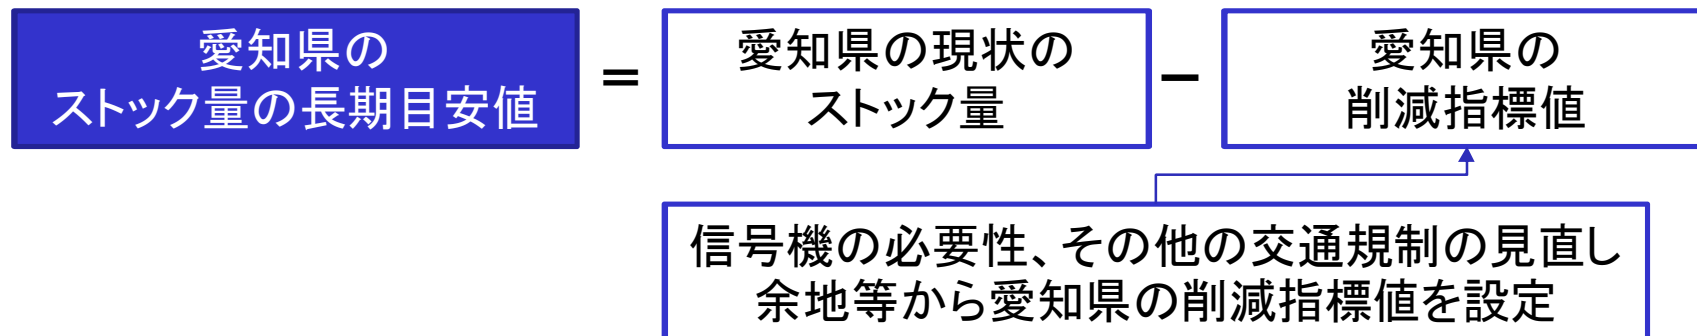 愛知県の
ストック量の長期目安値
＝
愛知県の現状の
ストック量
－
愛知県の
削減指標値
信号機の必要性、その他の交通規制の見直し
余地等から愛知県の削減指標値を設定